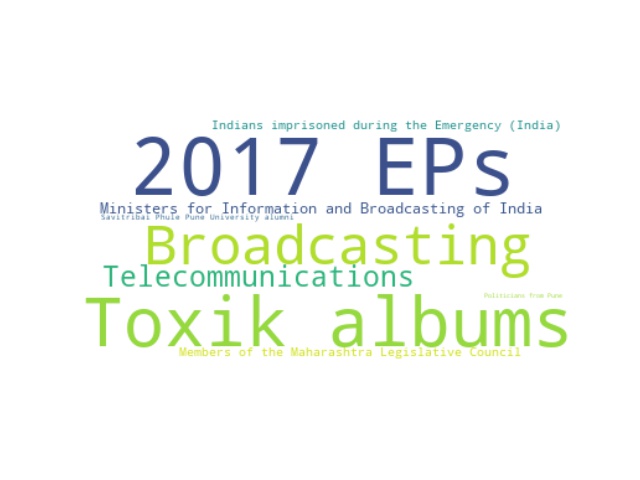 Indians imprisoned during the Emergency (India)
2017 EPs
Ministers for Information and Broadcasting of India
Savitribai Phule Pune University alumni
Broadcasting
Telecommunications
Politicians from Pune
Toxik albums
Members of the Maharashtra Legislative Council